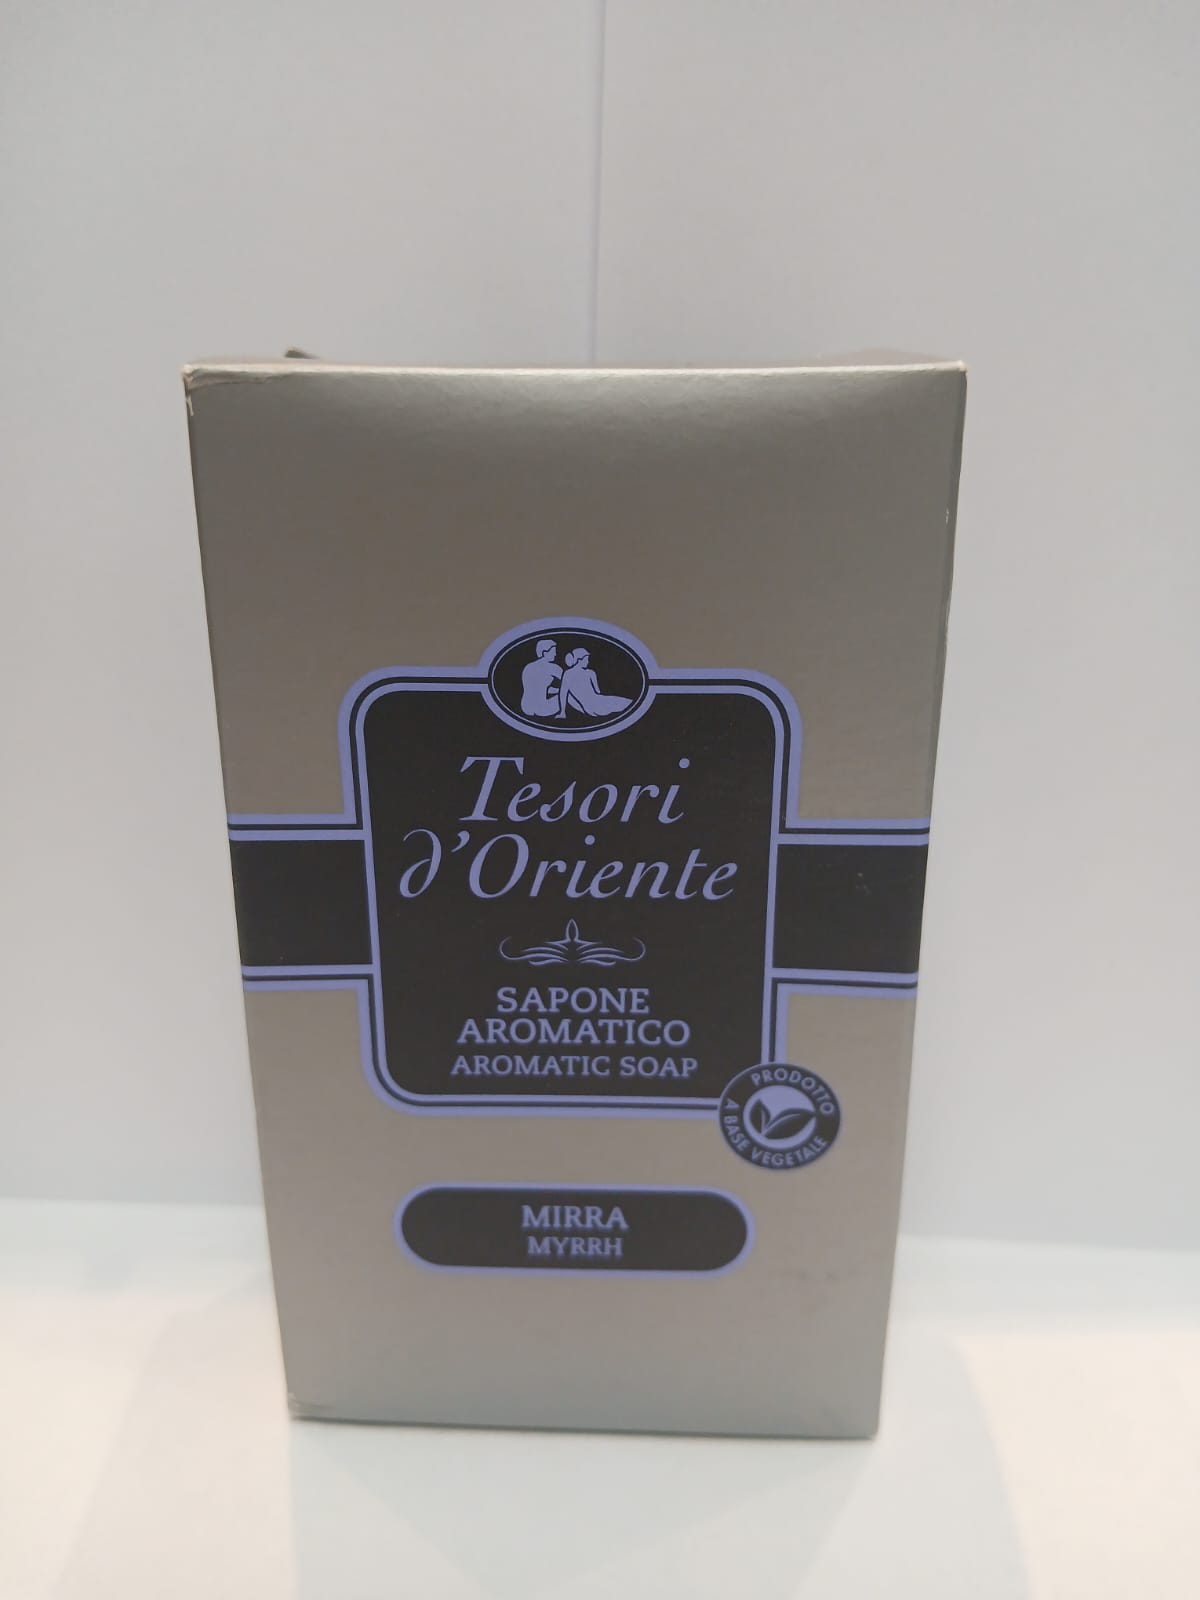 Tesori
d'Oriente
SAPONE
AROMATICO
AROMATIC SOAP
PRODOTTO
A BASE VEGETALE
MIRRA
MYRRH